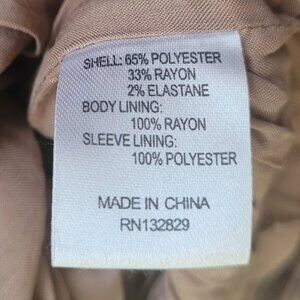 SHELL: 65% POLYESTER
33% RAYON
2% ELASTANE
BODY LINING:
100% RAYON
SLEEVE LINING:
100% POLYESTER
MADE IN CHINA
RN132829